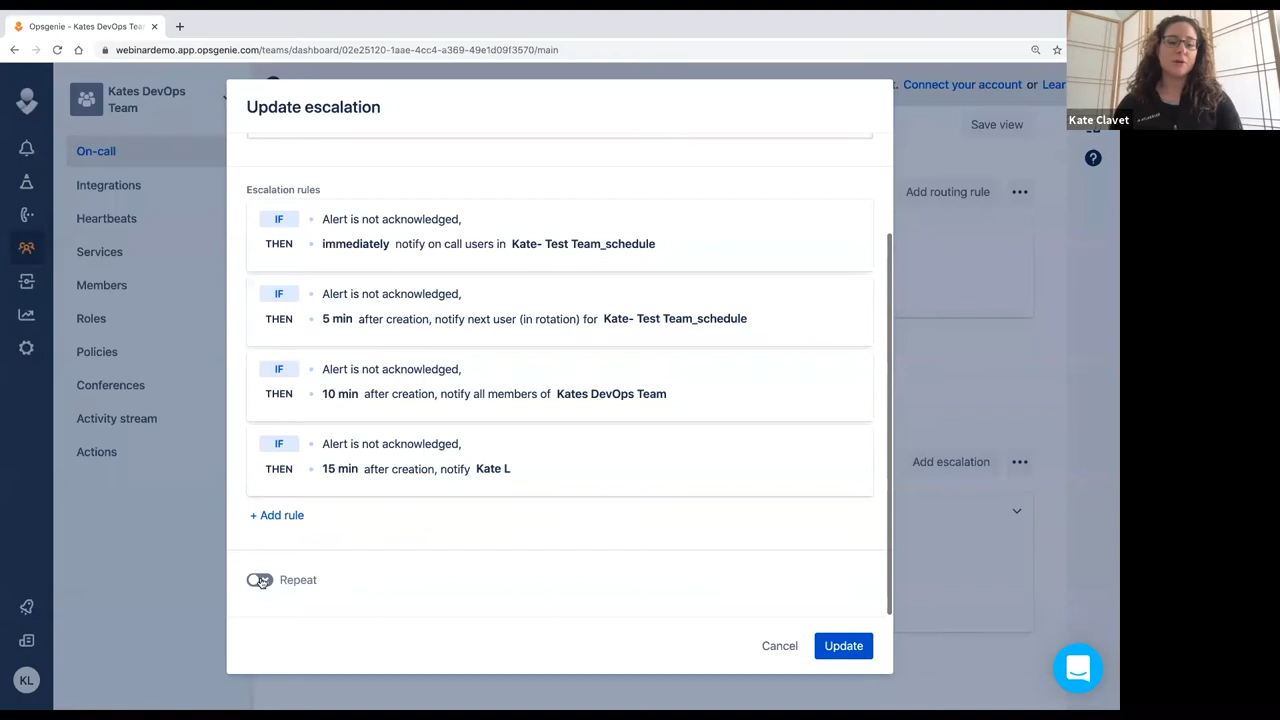 Opsgenie - Kates DevOps Tea
webinardemo.app.opsgenie.com/teams/dashboard/02e25120-1aae-4cc4-a369-49e1d09f3570/main
Kate Clavet
Kates DevOps
Team
Connect your account or Lear
Save view
On-call
Integrations
Heartbeats
Services
Members
Roles
Policies
Conferences
Activity stream
Actions
KL
Add routing rule
Add escalation
Update escalation
Escalation rules
IF Alert is not acknowledged,
THEN immediately notify on call users in Kate- Test Team_schedule
IF Alert is not acknowledged,
THEN 5 min after creation, notify next user (in rotation) for Kate- Test Team_schedule
IF Alert is not acknowledged,
THEN 10 min after creation, notify all members of Kates DevOps Team
IF Alert is not acknowledged,
THEN 15 min after creation, notify Kate L
+ Add rule
Repeat
Cancel
Update